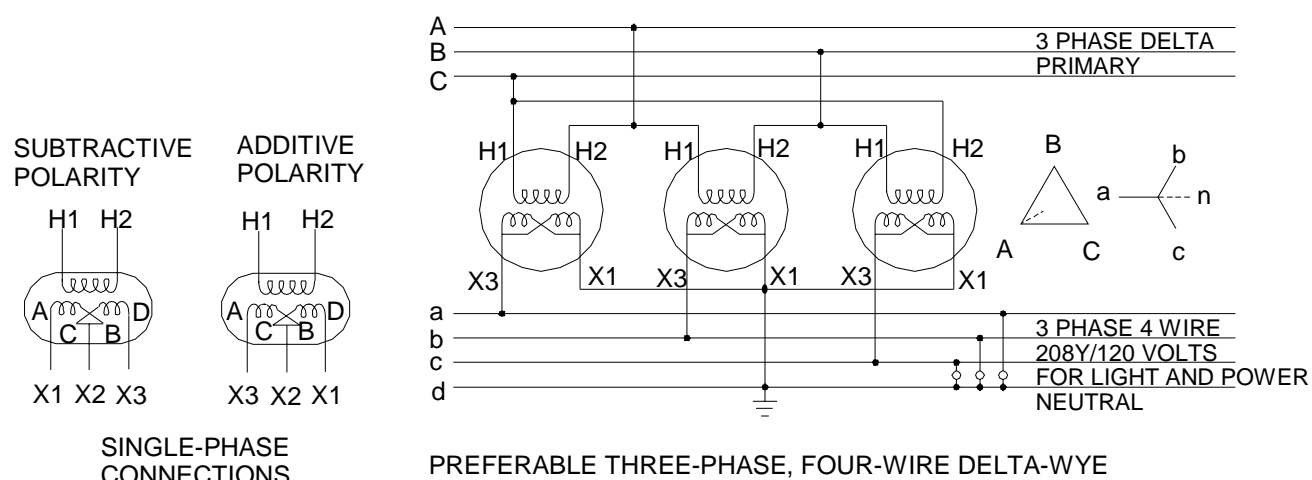 SUBTRACTIVE
POLARITY
H1 H2
A
C B
D
X1 X2 X3
ADDITIVE
POLARITY
H1 H2
A
C B
D
X3 X2 X1
SINGLE-PHASE
CONNECTIONS
A
B
C
3 PHASE DELTA
PRIMARY
H1 H2 H1 H2 H1 H2
X3 X1 X3 X1 X3 X1
B
A C
b
a n
c
a
b
c
d
3 PHASE 4 WIRE
208Y/120 VOLTS
FOR LIGHT AND POWER
NEUTRAL
PREFERABLE THREE-PHASE, FOUR-WIRE DELTA-WYE